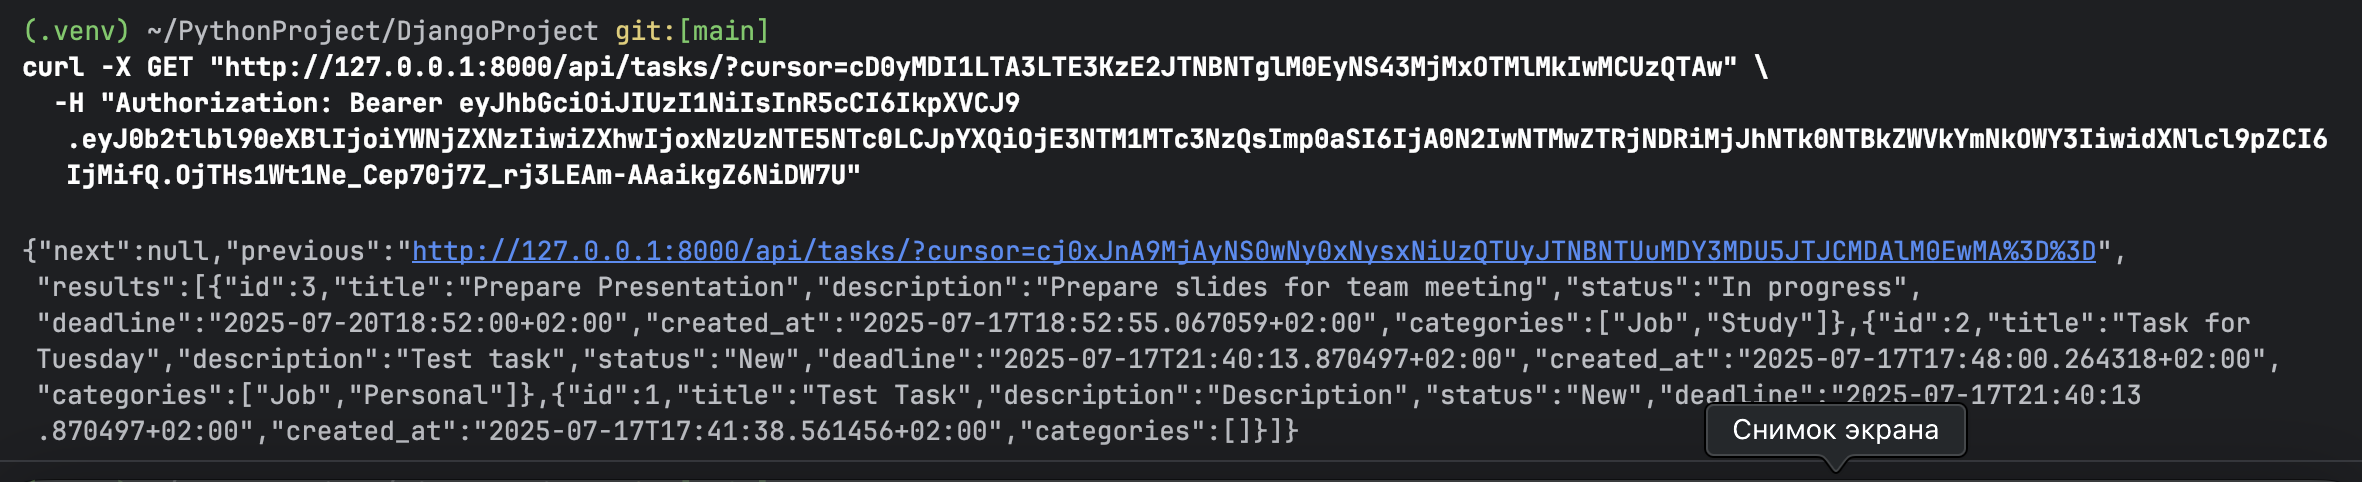 (.venv) ~/PythonProject/DjangoProject git:[main]
curl -X GET "http://127.0.0.1:8000/api/tasks/?cursor=cD0yMDI1LTA3LTE3KzE2JTNBNTglM0EyNS43MjMxOTMlMkIwMCUzQTAw" \
-H "Authorization: Bearer eyJhbGciOiJIUzI1NiIsInR5cCI6IkpXVCJ9
.eyJ0b2tlbl90eXBlIjoiYWNjZXNzIiwiZXhwIjoxNzUzNTE5NTc0LCJpYXQiOjE3NTM1MTc3NzQsImp0aSI6IjA0N2IwNTMwZTRjNDRiMjJhNTk0NTBkZWVkYmNkOWY3IiwidXNlcl9pZCI6
IjMifQ.OjTHs1Wt1Ne_Cep70j7Z_rj3LEAm-AAaikgZ6NiDW7U"
{"next":null,"previous":"http://127.0.0.1:8000/api/tasks/?cursor=cj0xJnA9MjAyNS0wNy0xNysxNiUzQTUyJTNBNTUuMDY3MDU5JTJCMDAlM0EwMA%3D%3D",
"results":[{"id":3,"title":"Prepare Presentation","description":"Prepare slides for team meeting","status":"In progress",
"deadline":"2025-07-20T18:52:00+02:00","created_at":"2025-07-17T18:52:55.067059+02:00","categories":["Job","Study"]},{"id":2,"title":"Task for
Tuesday","description":"Test task","status":"New","deadline":"2025-07-17T21:40:13.870497+02:00","created_at":"2025-07-17T17:48:00.264318+02:00",
"categories":["Job","Personal"]},{"id":1,"title":"Test Task","description":"Description","status":"New","deadline":"2025-07-17T21:40:13
.870497+02:00","created_at":"2025-07-17T17:41:38.561456+02:00","categories":[]}]}
Снимок экрана